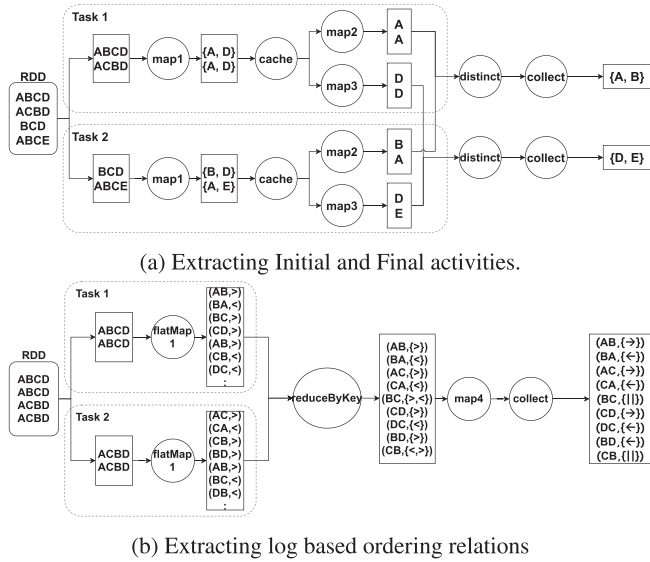 Task 1
RDD
ABCD
ACBD
BCD
ABCE
ABCD
ACBD
map1
{A, D}
{A, D}
cache
map2
A
A
map3
D
D
distinct
collect
{A, B}
Task 2
BCD
ABCE
map1
{B, D}
{A, E}
cache
map2
B
A
map3
D
E
distinct
collect
{D, E}
(a) Extracting Initial and Final activities.
Task 1
RDD
ABCD
ABCD
ACBD
ACBD
ABCD
ABCD
flatMap
1
(AB,>)
(BA,<)
(BC,>)
(CD,>)
(AB,>)
(CB,<)
(DC,<)
:
Task 2
ACBD
ACBD
flatMap
1
(AC,>)
(CA,<)
(CB,>)
(BD,>)
(AB,>)
(BC,<)
(DB,<)
:
reduceByKey
(AB,{>})
(BA,{<})
(AC,{>})
(CA,{<})
(BC,{>,<})
(CD,{>})
(DC,{<})
(BD,{>})
(CB,{<,>})
map4
collect
(AB,{→})
(BA,{←})
(AC,{→})
(CA,{←})
(BC,{||})
(CD,{→})
(DC,{←})
(BD,{←})
(CB,{||})
(b) Extracting log based ordering relations